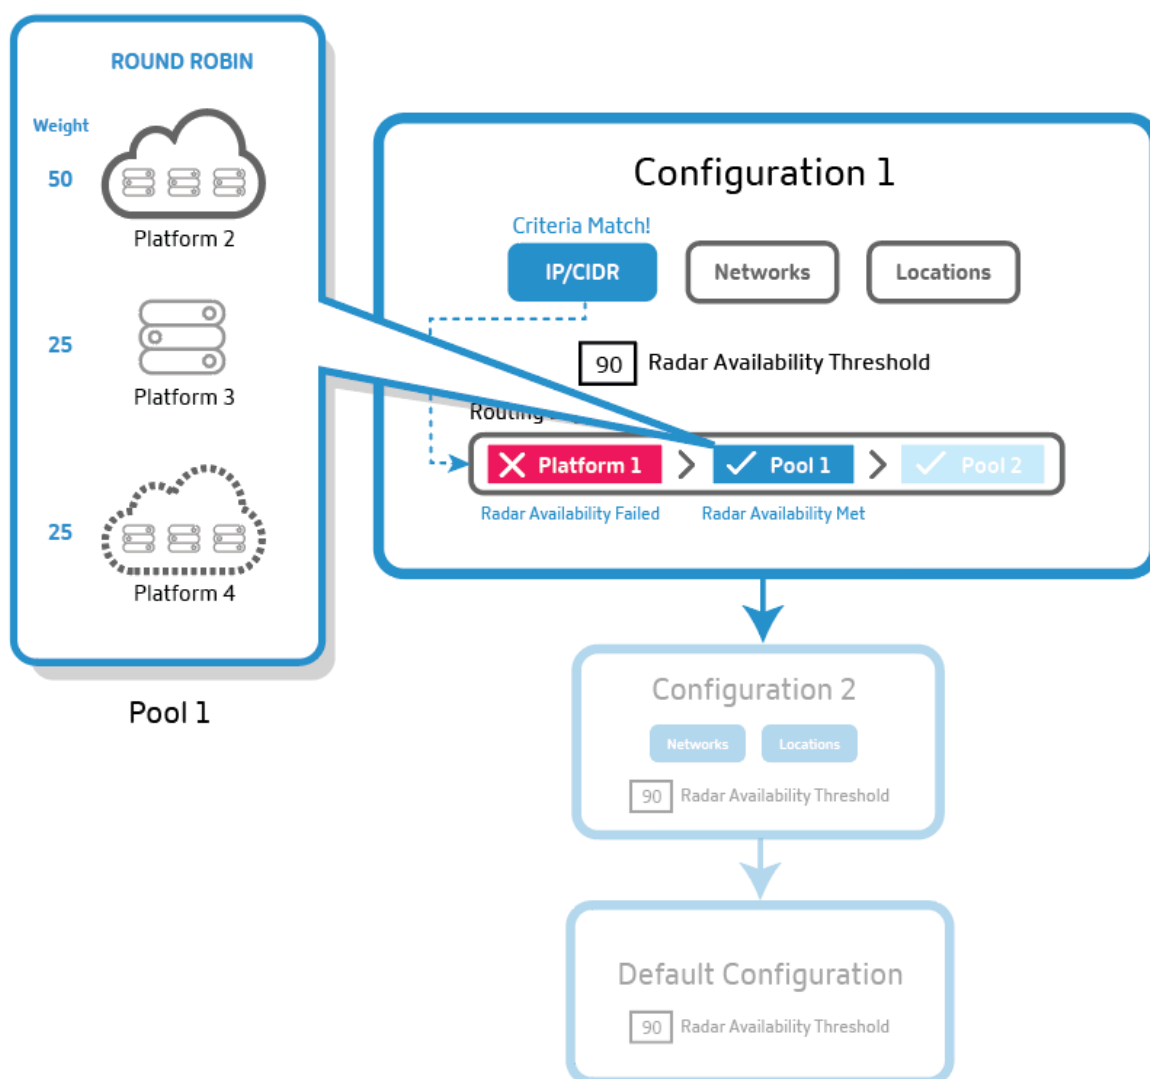 ROUND ROBIN
Weight
50
Platform 2
25
Platform 3
25
Platform 4
Pool 1
Configuration 1
Criteria Match!
IP/CIDR
Networks
Locations
90 Radar Availability Threshold
Routing
Platform 1
Pool 1
Pool 2
Radar Availability Failed
Radar Availability Met
Configuration 2
Networks
Locations
90 Radar Availability Threshold
Default Configuration
90 Radar Availability Threshold